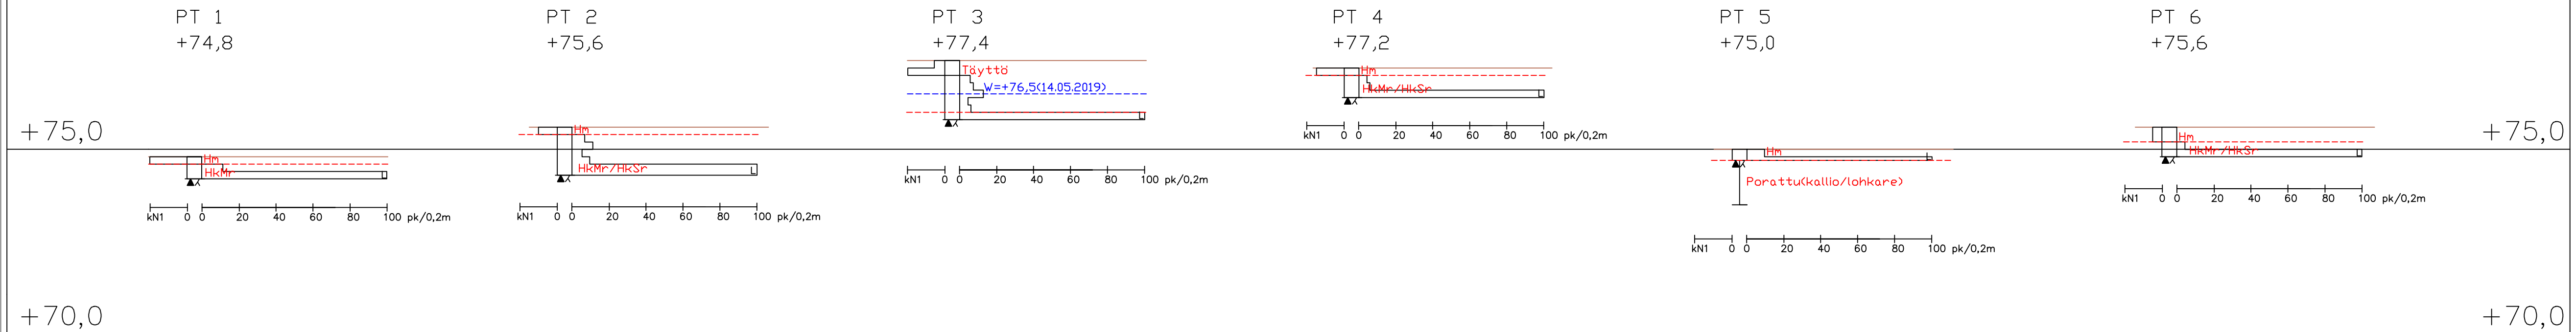 PT 1 PT 2 PT 3 PT 4 PT 5 PT 6
+74,8 +75,6 +77,4 +77,2 +75,0 +75,6
Täyttö Hm
W=+76,5(14.05.2019) HkMr/HkSr
+75,0 Hm kN1 0 0 20 40 60 80 100 pk/0,2m Hm +75,0
Hm HkMr/HkSr kN1 0 0 20 40 60 80 100 pk/0,2m Hm HkMr/HkSr
HkMr Porattu(kallio/lohkare)
kN1 0 0 20 40 60 80 100 pk/0,2m kN1 0 0 20 40 60 80 100 pk/0,2m kN1 0 0 20 40 60 80 100 pk/0,2m
kN1 0 0 20 40 60 80 100 pk/0,2m
+70,0 +70,0